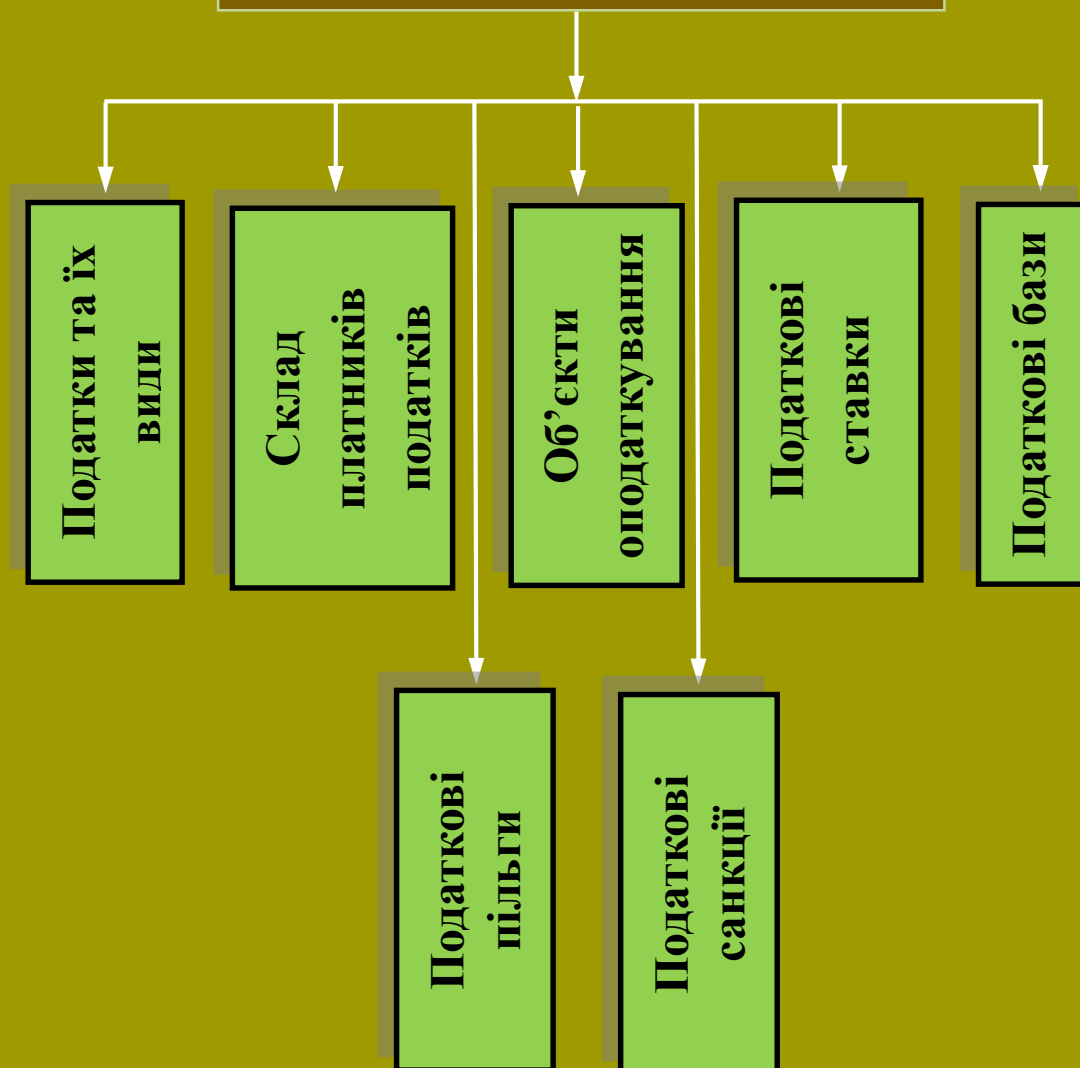 Податки та їх
види
Склад
платників
податків
Об’єкти
оподаткування
Податкові
ставки
Податкові бази
Податкові
пільги
Податкові
санкції